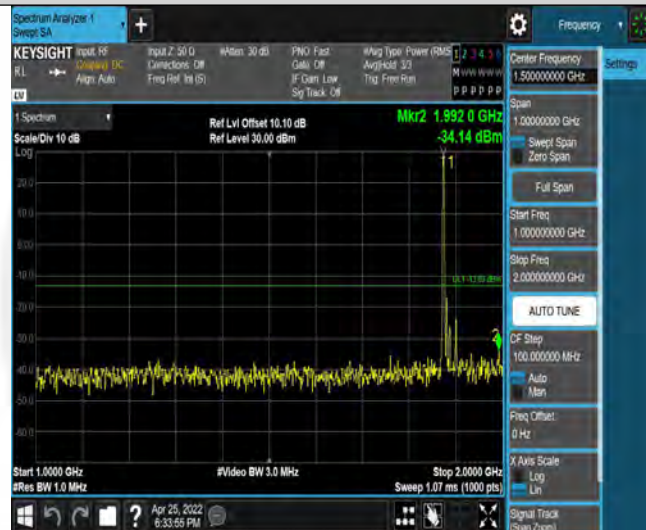 Spectrum Analyzer 1
Swept SA
+
Frequency
KEYSIGHT
Input: RF
Coupling: DC
Align: Auto
Input Z: 50 Ω
Corrections: Off
Freq Ref: Int (S)
#Atten: 30 dB
PNO: Fast
Gate: Off
IF Gain: Low
Sig Track: Off
#Avg Type: Power (RMS
Avg|Hold: 3/3
Trig: Free Run
1 2 3 4 5 6
M W W W W W
P P P P P P
RL
LV
1 Spectrum
Scale/Div 10 dB
Log
Ref Lvl Offset 10.10 dB
Ref Level 30.00 dBm
Mkr2 1.992 0 GHz
-34.14 dBm
1
20.0
10.0
0.00
-10.0
-20.0
-30.0
-40.0
-50.0
-60.0
2
Start 1.0000 GHz
#Res BW 1.0 MHz
#Video BW 3.0 MHz
Stop 2.0000 GHz
Sweep 1.07 ms (1000 pts)
?
Apr 25, 2022
6:33:55 PM
Center Frequency
1.500000000 GHz
Settings
Span
1.00000000 GHz
Swept Span
Zero Span
Full Span
Start Freq
1.000000000 GHz
Stop Freq
2.000000000 GHz
AUTO TUNE
CF Step
100.000000 MHz
Auto
Man
Freq Offset
0 Hz
X Axis Scale
Log
Lin
Signal Track
(Span Zoom)